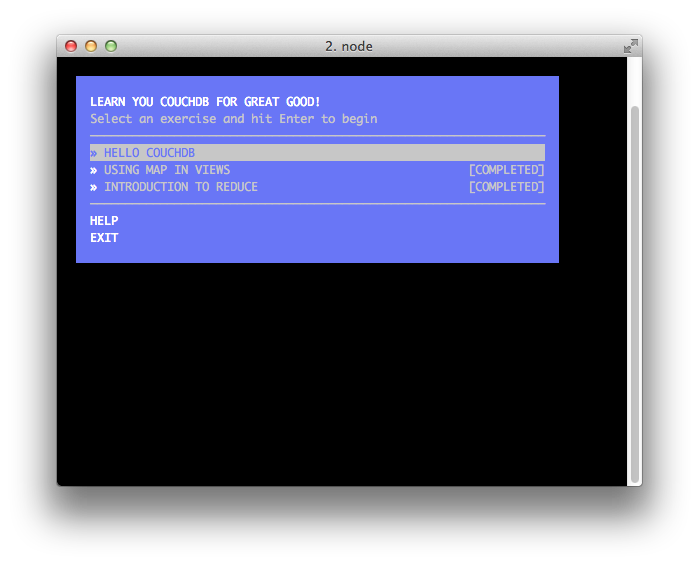 2. node
LEARN YOU COUCHDB FOR GREAT GOOD!
Select an exercise and hit Enter to begin
» HELLO COUCHDB
» USING MAP IN VIEWS [COMPLETED]
» INTRODUCTION TO REDUCE [COMPLETED]
HELP
EXIT